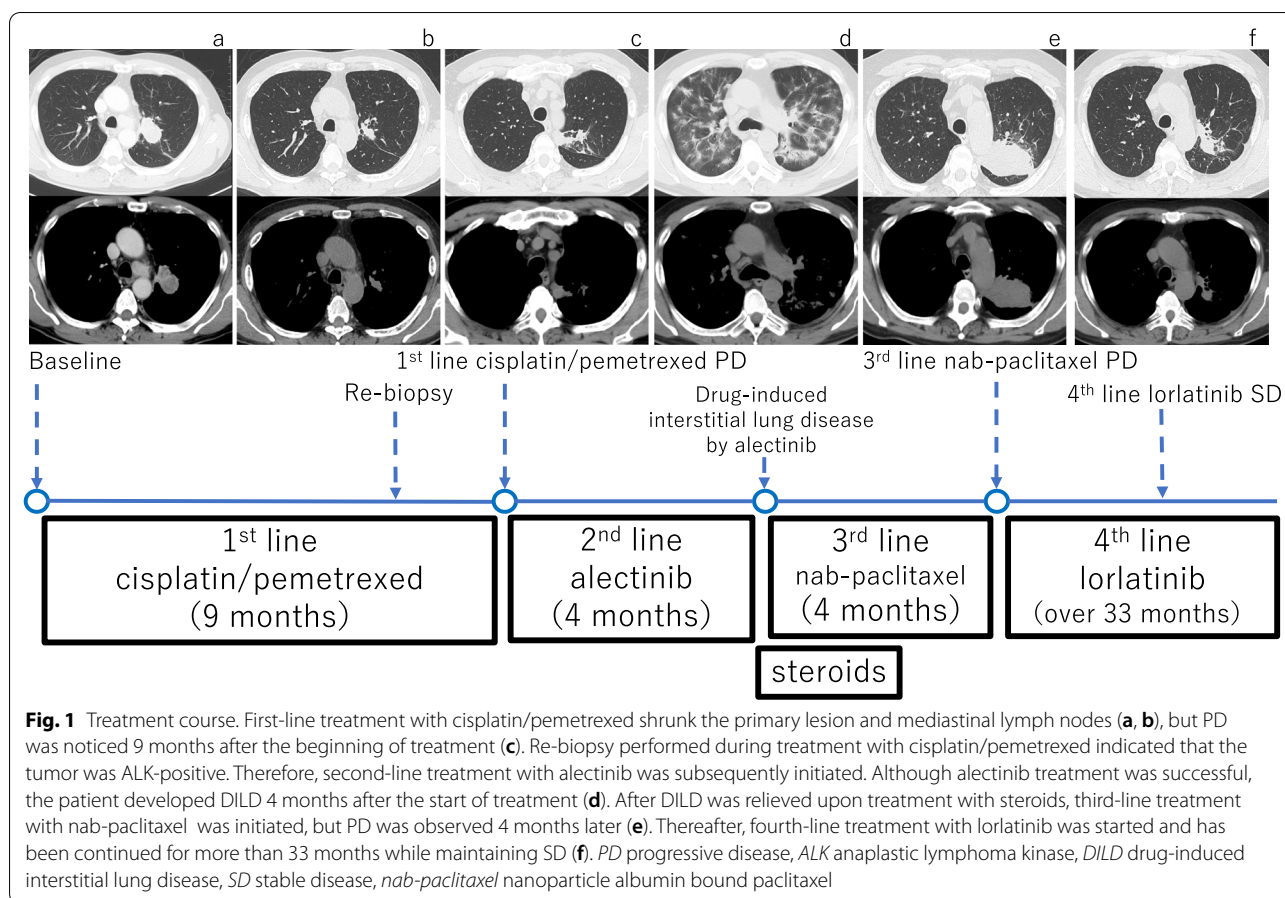 a b c d e f
Baseline
1st line cisplatin/pemetrexed PD
3rd line nab-paclitaxel PD
Re-biopsy
Drug-induced
interstitial lung disease
by alectinib
4th line lorlatinib SD
1st line
cisplatin/pemetrexed
(9 months)
2nd line
alectinib
(4 months)
3rd line
nab-paclitaxel
(4 months)
4th line
lorlatinib
(over 33 months)
steroids
Fig. 1 Treatment course. First-line treatment with cisplatin/pemetrexed shrunk the primary lesion and mediastinal lymph nodes (a, b), but PD
was noticed 9 months after the beginning of treatment (c). Re-biopsy performed during treatment with cisplatin/pemetrexed indicated that the
tumor was ALK-positive. Therefore, second-line treatment with alectinib was subsequently initiated. Although alectinib treatment was successful,
the patient developed DILD 4 months after the start of treatment (d). After DILD was relieved upon treatment with steroids, third-line treatment
with nab-paclitaxel was initiated, but PD was observed 4 months later (e). Thereafter, fourth-line treatment with lorlatinib was started and has
been continued for more than 33 months while maintaining SD (f). PD progressive disease, ALK anaplastic lymphoma kinase, DILD drug-induced
interstitial lung disease, SD stable disease, nab-paclitaxel nanoparticle albumin bound paclitaxel